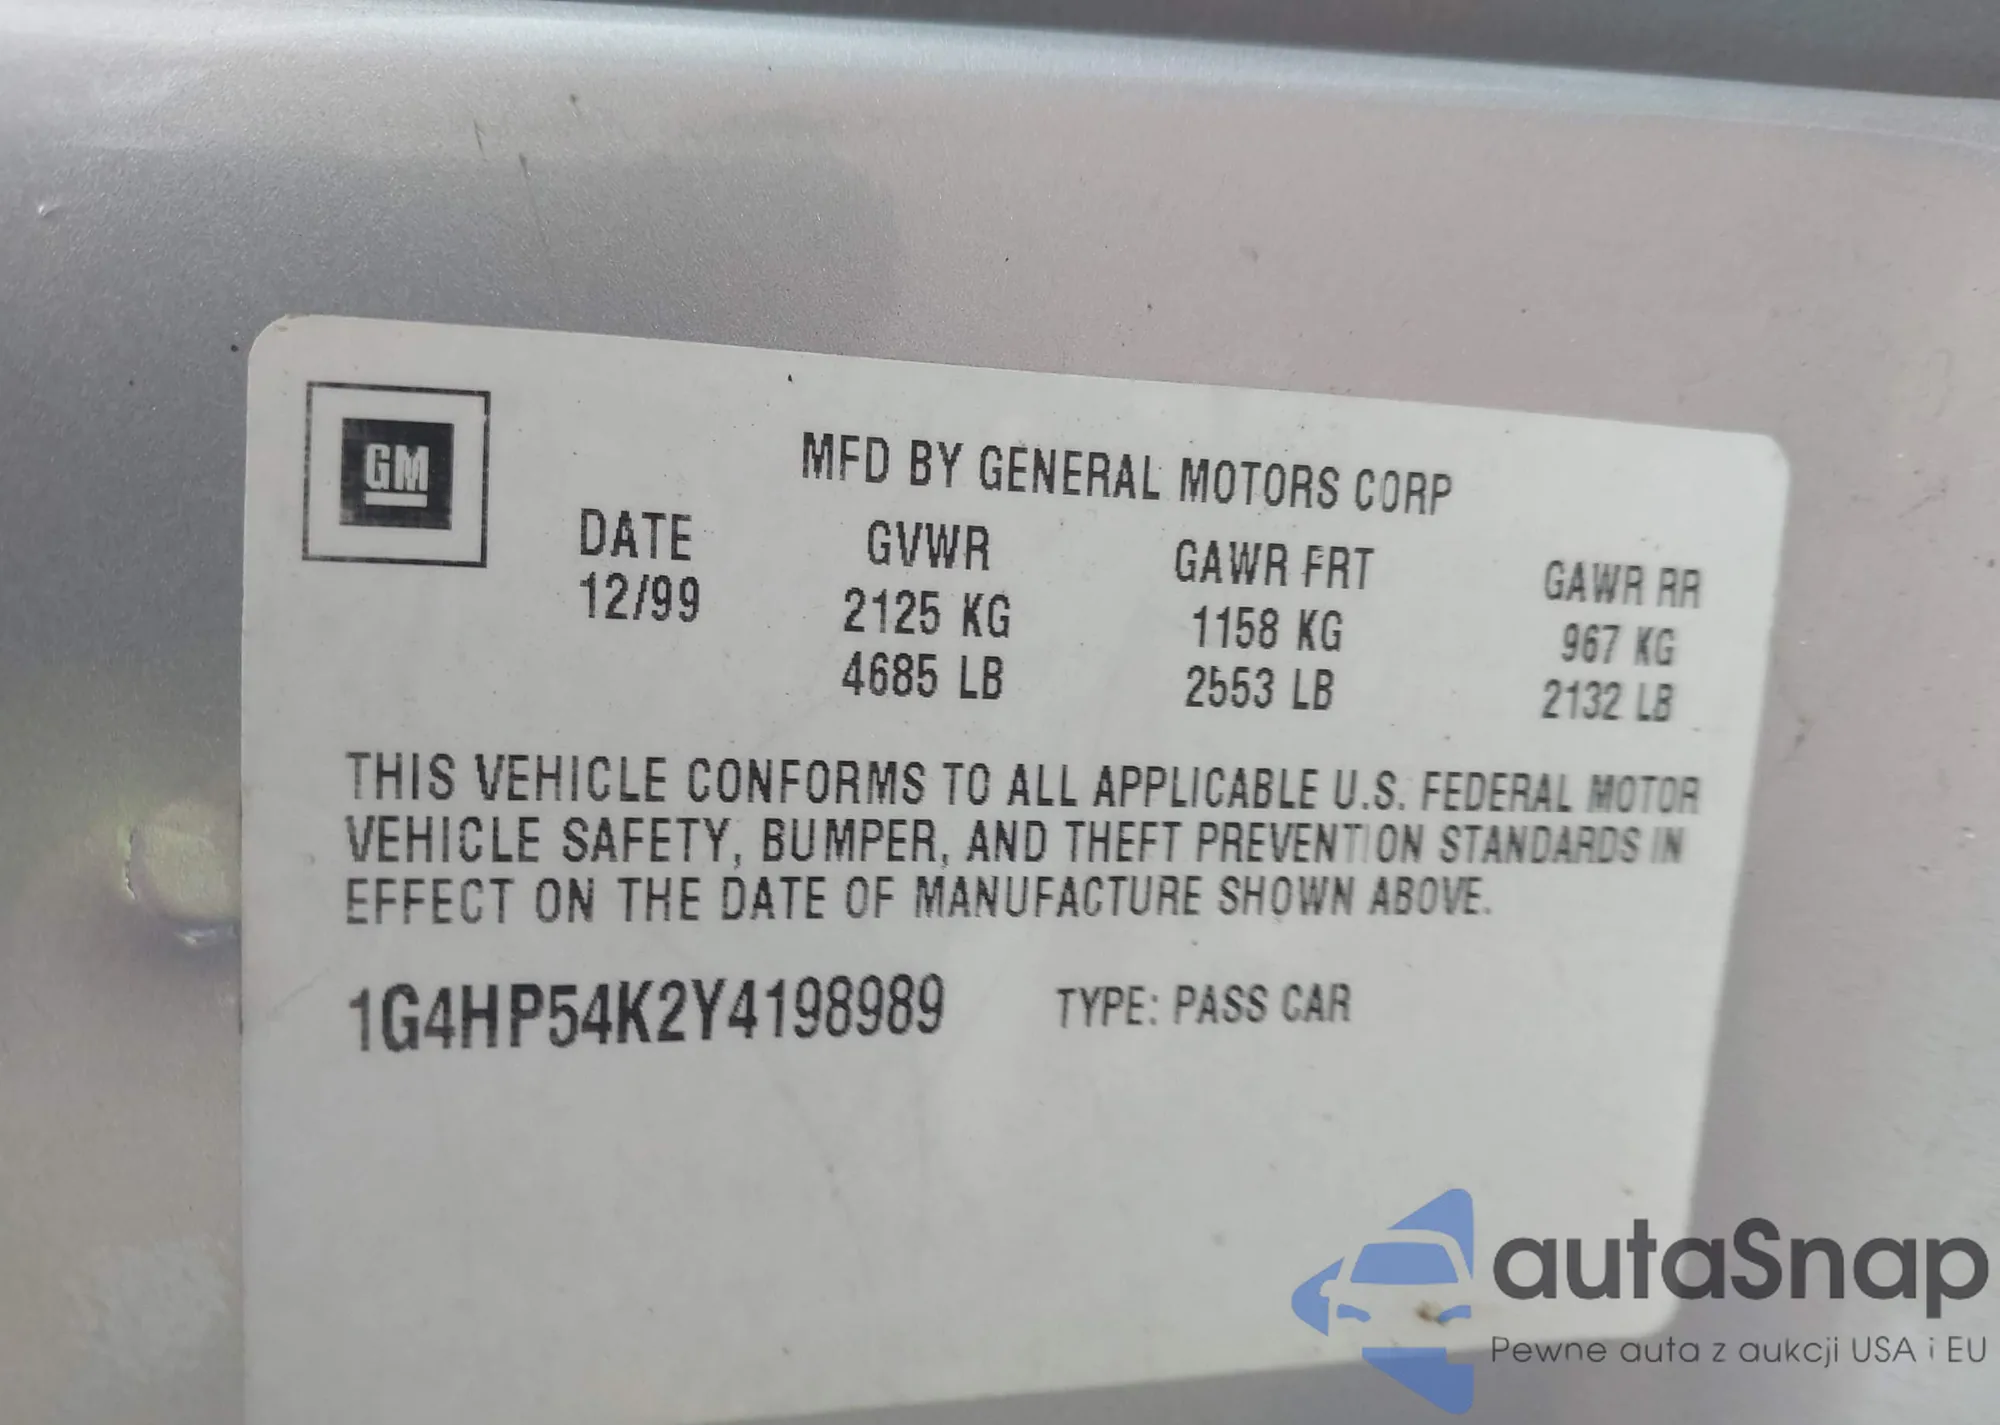 GM
MFD BY GENERAL MOTORS CORP
DATE GVWR GAWR FRT GAWR RR
12/99 2125 KG 1158 KG 967 KG
4685 LB 2553 LB 2132 LB
THIS VEHICLE CONFORMS TO ALL APPLICABLE U.S. FEDERAL MOTOR
VEHICLE SAFETY, BUMPER, AND THEFT PREVENTION STANDARDS IN
EFFECT ON THE DATE OF MANUFACTURE SHOWN ABOVE.
1G4HP54K2Y4198989 TYPE: PASS CAR
autaSnap
Pewne auta z aukcji USA i EU